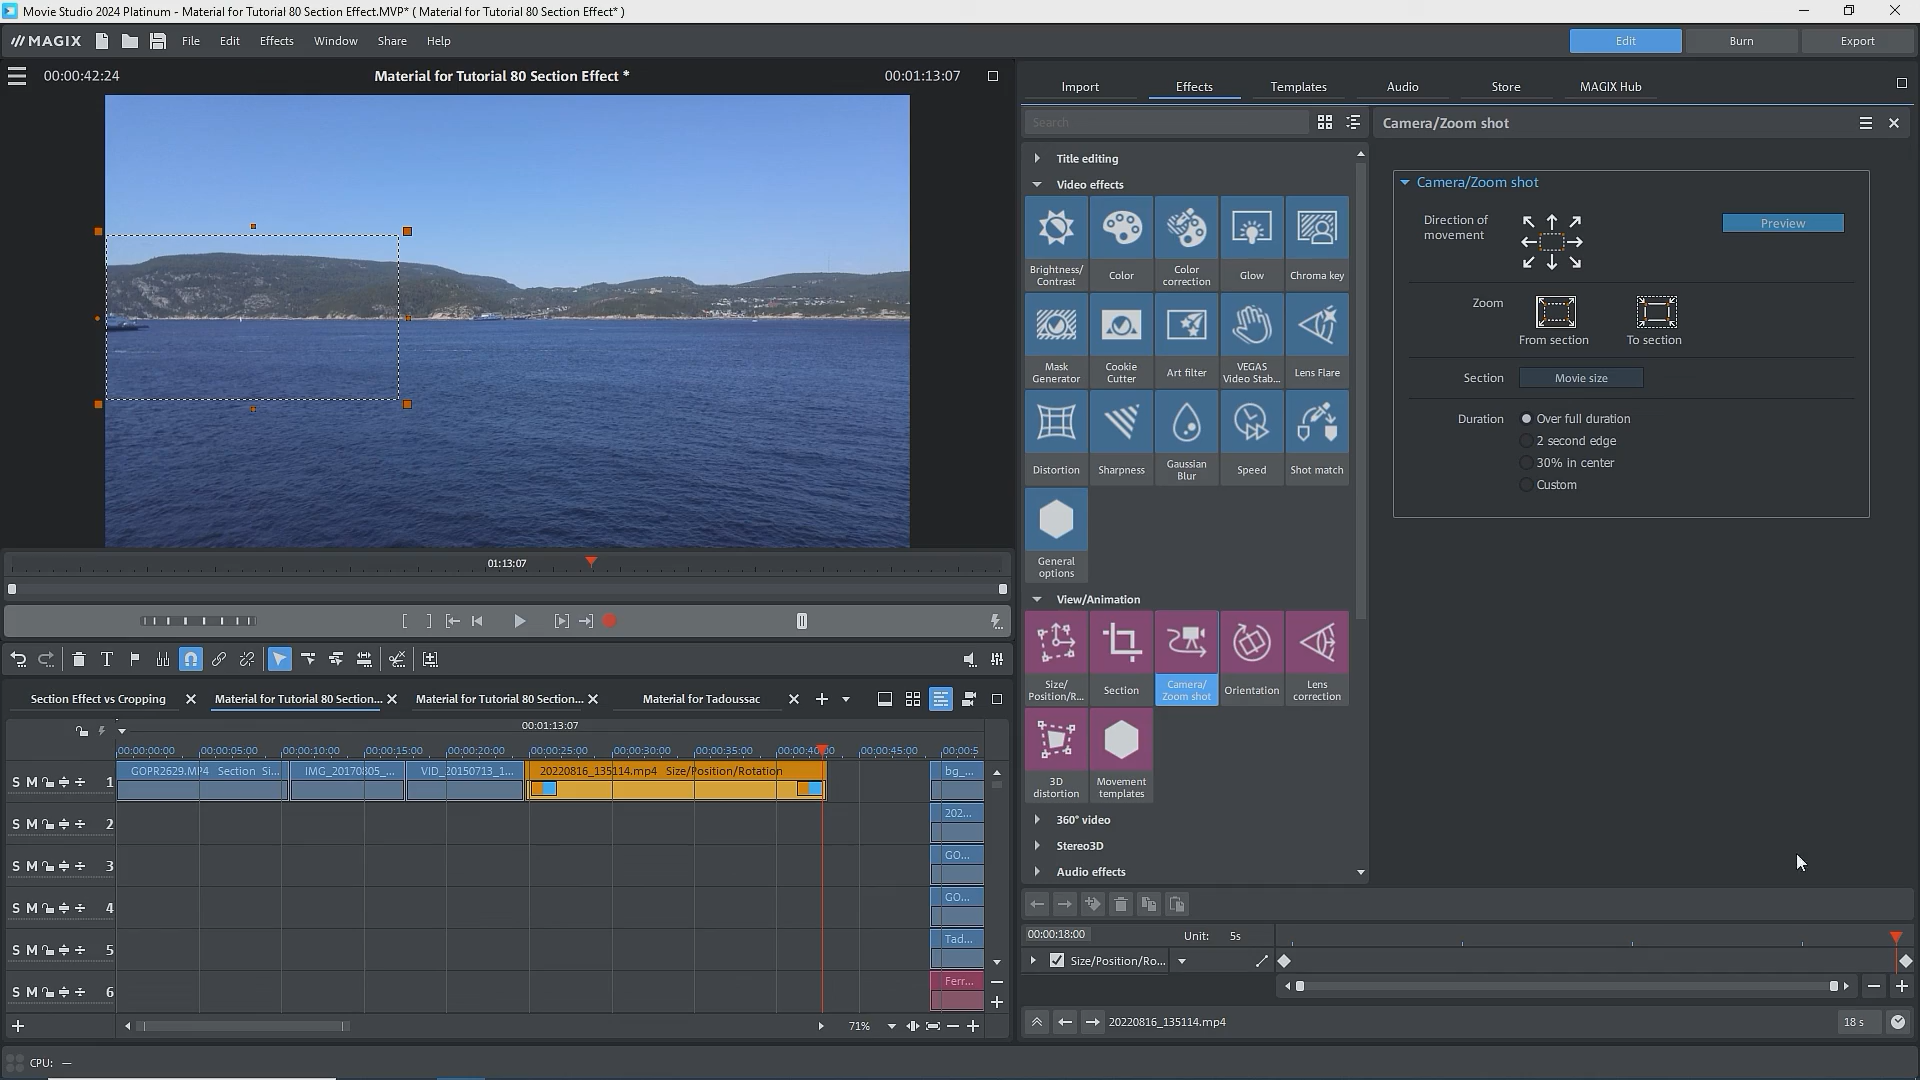 Movie Studio 2024 Platinum - Material for Tutorial 80 Section Effect.MVP* ( Material for Tutorial 80 Section Effect* )
MAGIX File Edit Effects Window Share Help Edit Burn Export
00:00:42:24 Material for Tutorial 80 Section Effect * 00:01:13:07
Import Effects Templates Audio Store MAGIX Hub
Search
Camera/Zoom shot
Title editing
Video effects
Brightness/
Contrast
Color
Color
correction
Glow
Chroma key
Mask
Generator
Cookie
Cutter
Art filter
VEGAS
Video Stab...
Lens Flare
Distortion
Sharpness
Gaussian
Blur
Speed
Shot match
General
options
View/Animation
Size/
Position/R...
Section
Camera/
Zoom shot
Orientation
Lens
correction
3D
distortion
Movement
templates
360° video
Stereo3D
Audio effects
Camera/Zoom shot
Direction of
movement
Preview
Zoom
From section
To section
Section Movie size
Duration Over full duration
2 second edge
30% in center
Custom
01:13:07
Section Effect vs Cropping Material for Tutorial 80 Section... Material for Tutorial 80 Section... Material for Tadoussac
00:01:13:07
00:00:00:00 00:00:05:00 00:00:10:00 00:00:15:00 00:00:20:00 00:00:25:00 00:00:30:00 00:00:35:00 00:00:40:00 00:00:45:00 00:00:5
S M 1 GOPR2629.MP4 Section Si... IMG_20170805_... VID_20150713_1... 20220816_135114.mp4 Size/Position/Rotation bg_...
S M 2 202...
S M 3 GO...
S M 4 GO...
S M 5 Tad...
S M 6 Ferr...
71%
00:00:18:00 Unit: 5s
Size/Position/Ro...
20220816_135114.mp4 18 s
CPU: —